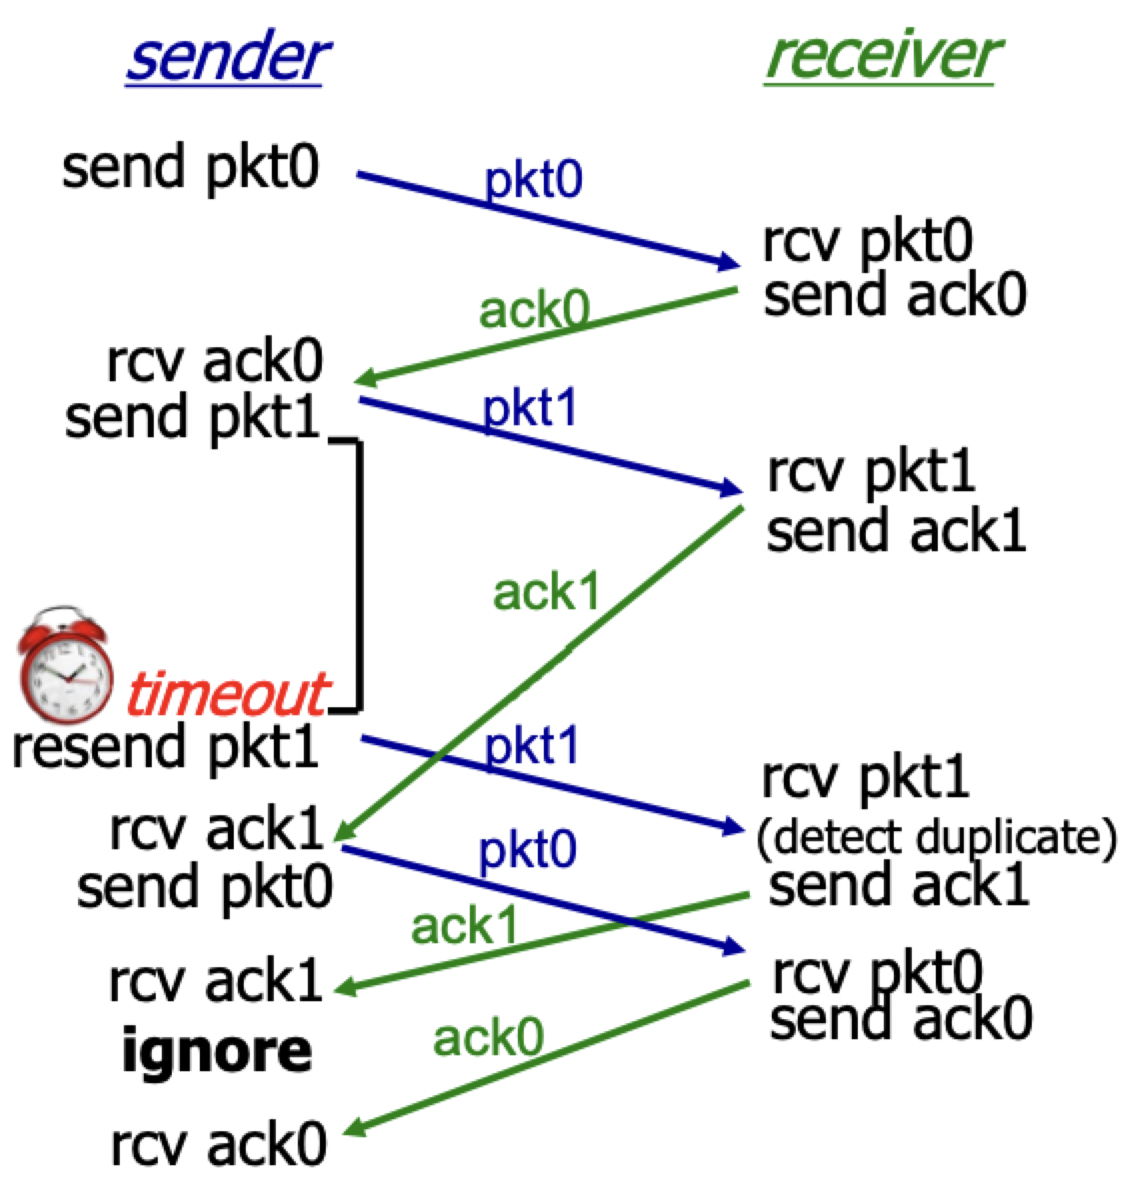 sender
receiver
send pkt0
pkt0
rcv pkt0
send ack0
ack0
rcv ack0
send pkt1
pkt1
rcv pkt1
send ack1
ack1
timeout
resend pkt1
pkt1
rcv pkt1
(detect duplicate)
send ack1
rcv ack1
send pkt0
pkt0
ack1
rcv ack1
ignore
rcv pkt0
send ack0
ack0
rcv ack0